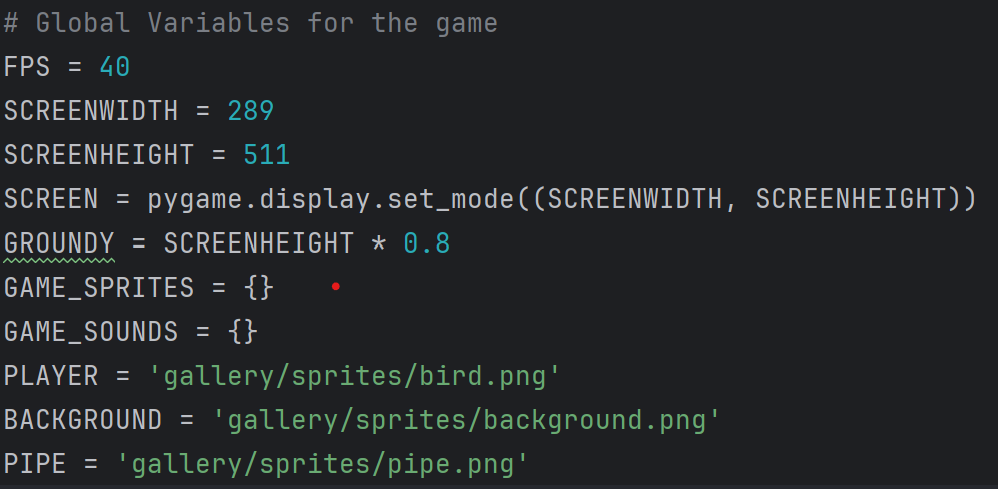 # Global Variables for the game
FPS = 40
SCREENWIDTH = 289
SCREENHEIGHT = 511
SCREEN = pygame.display.set_mode((SCREENWIDTH, SCREENHEIGHT))
GROUNDY = SCREENHEIGHT * 0.8
GAME_SPRITES = {}
GAME_SOUNDS = {}
PLAYER = 'gallery/sprites/bird.png'
BACKGROUND = 'gallery/sprites/background.png'
PIPE = 'gallery/sprites/pipe.png'